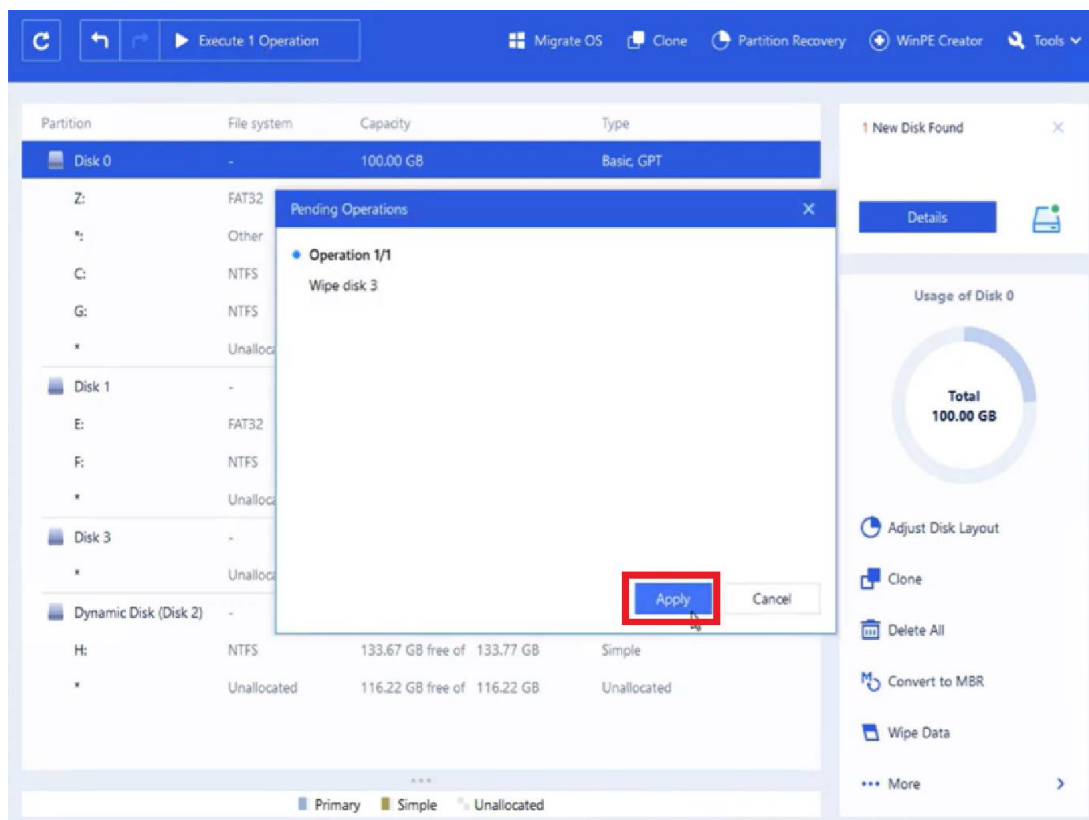 Execute 1 Operation Migrate OS Clone Partition Recovery WinPE Creator Tools
Partition File system Capacity Type
Disk 0 - 100.00 GB Basic, GPT
Z: FAT32
*: Other
C: NTFS
G: NTFS
* Unalloca
Disk 1 -
E: FAT32
F: NTFS
* Unalloca
Disk 3 -
* Unalloca
Dynamic Disk (Disk 2) -
H: NTFS 133.67 GB free of 133.77 GB Simple
* Unallocated 116.22 GB free of 116.22 GB Unallocated
Primary Simple Unallocated
Pending Operations
Operation 1/1
Wipe disk 3
Apply Cancel
1 New Disk Found
Details
Usage of Disk 0
Total
100.00 GB
Adjust Disk Layout
Clone
Delete All
Convert to MBR
Wipe Data
More